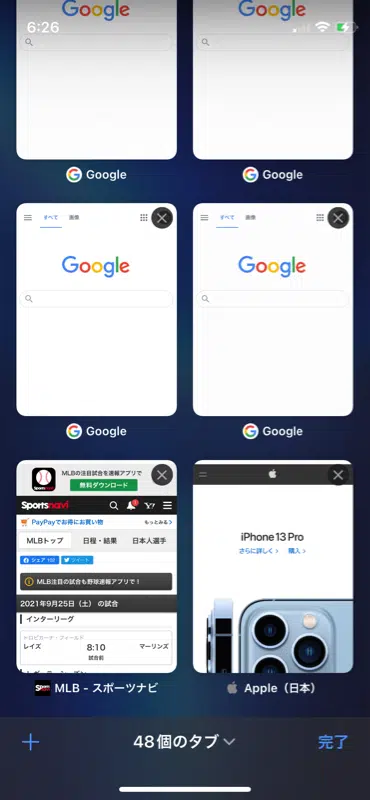 6:26
Google
Google
Google
Google
すべて 画像
すべて 画像
Google
Google
Google
Google
MLBの注目試合を速報アプリで
無料ダウンロード
Sportsnavi
PayPayでお得にお買い物
もっとみる
MLBトップ 日程・結果 日本人選手
シェア 102
ツイート
MLB注目の試合も野球速報アプリで！
2021年9月25日（土） の試合
インターリーグ
トロピカーナ・フィールド
レイズ 8:10 マーリンズ
試合前
iPhone 13 Pro
さらに詳しく 購入
MLB - スポーツナビ
Apple（日本）
48個のタブ
完了